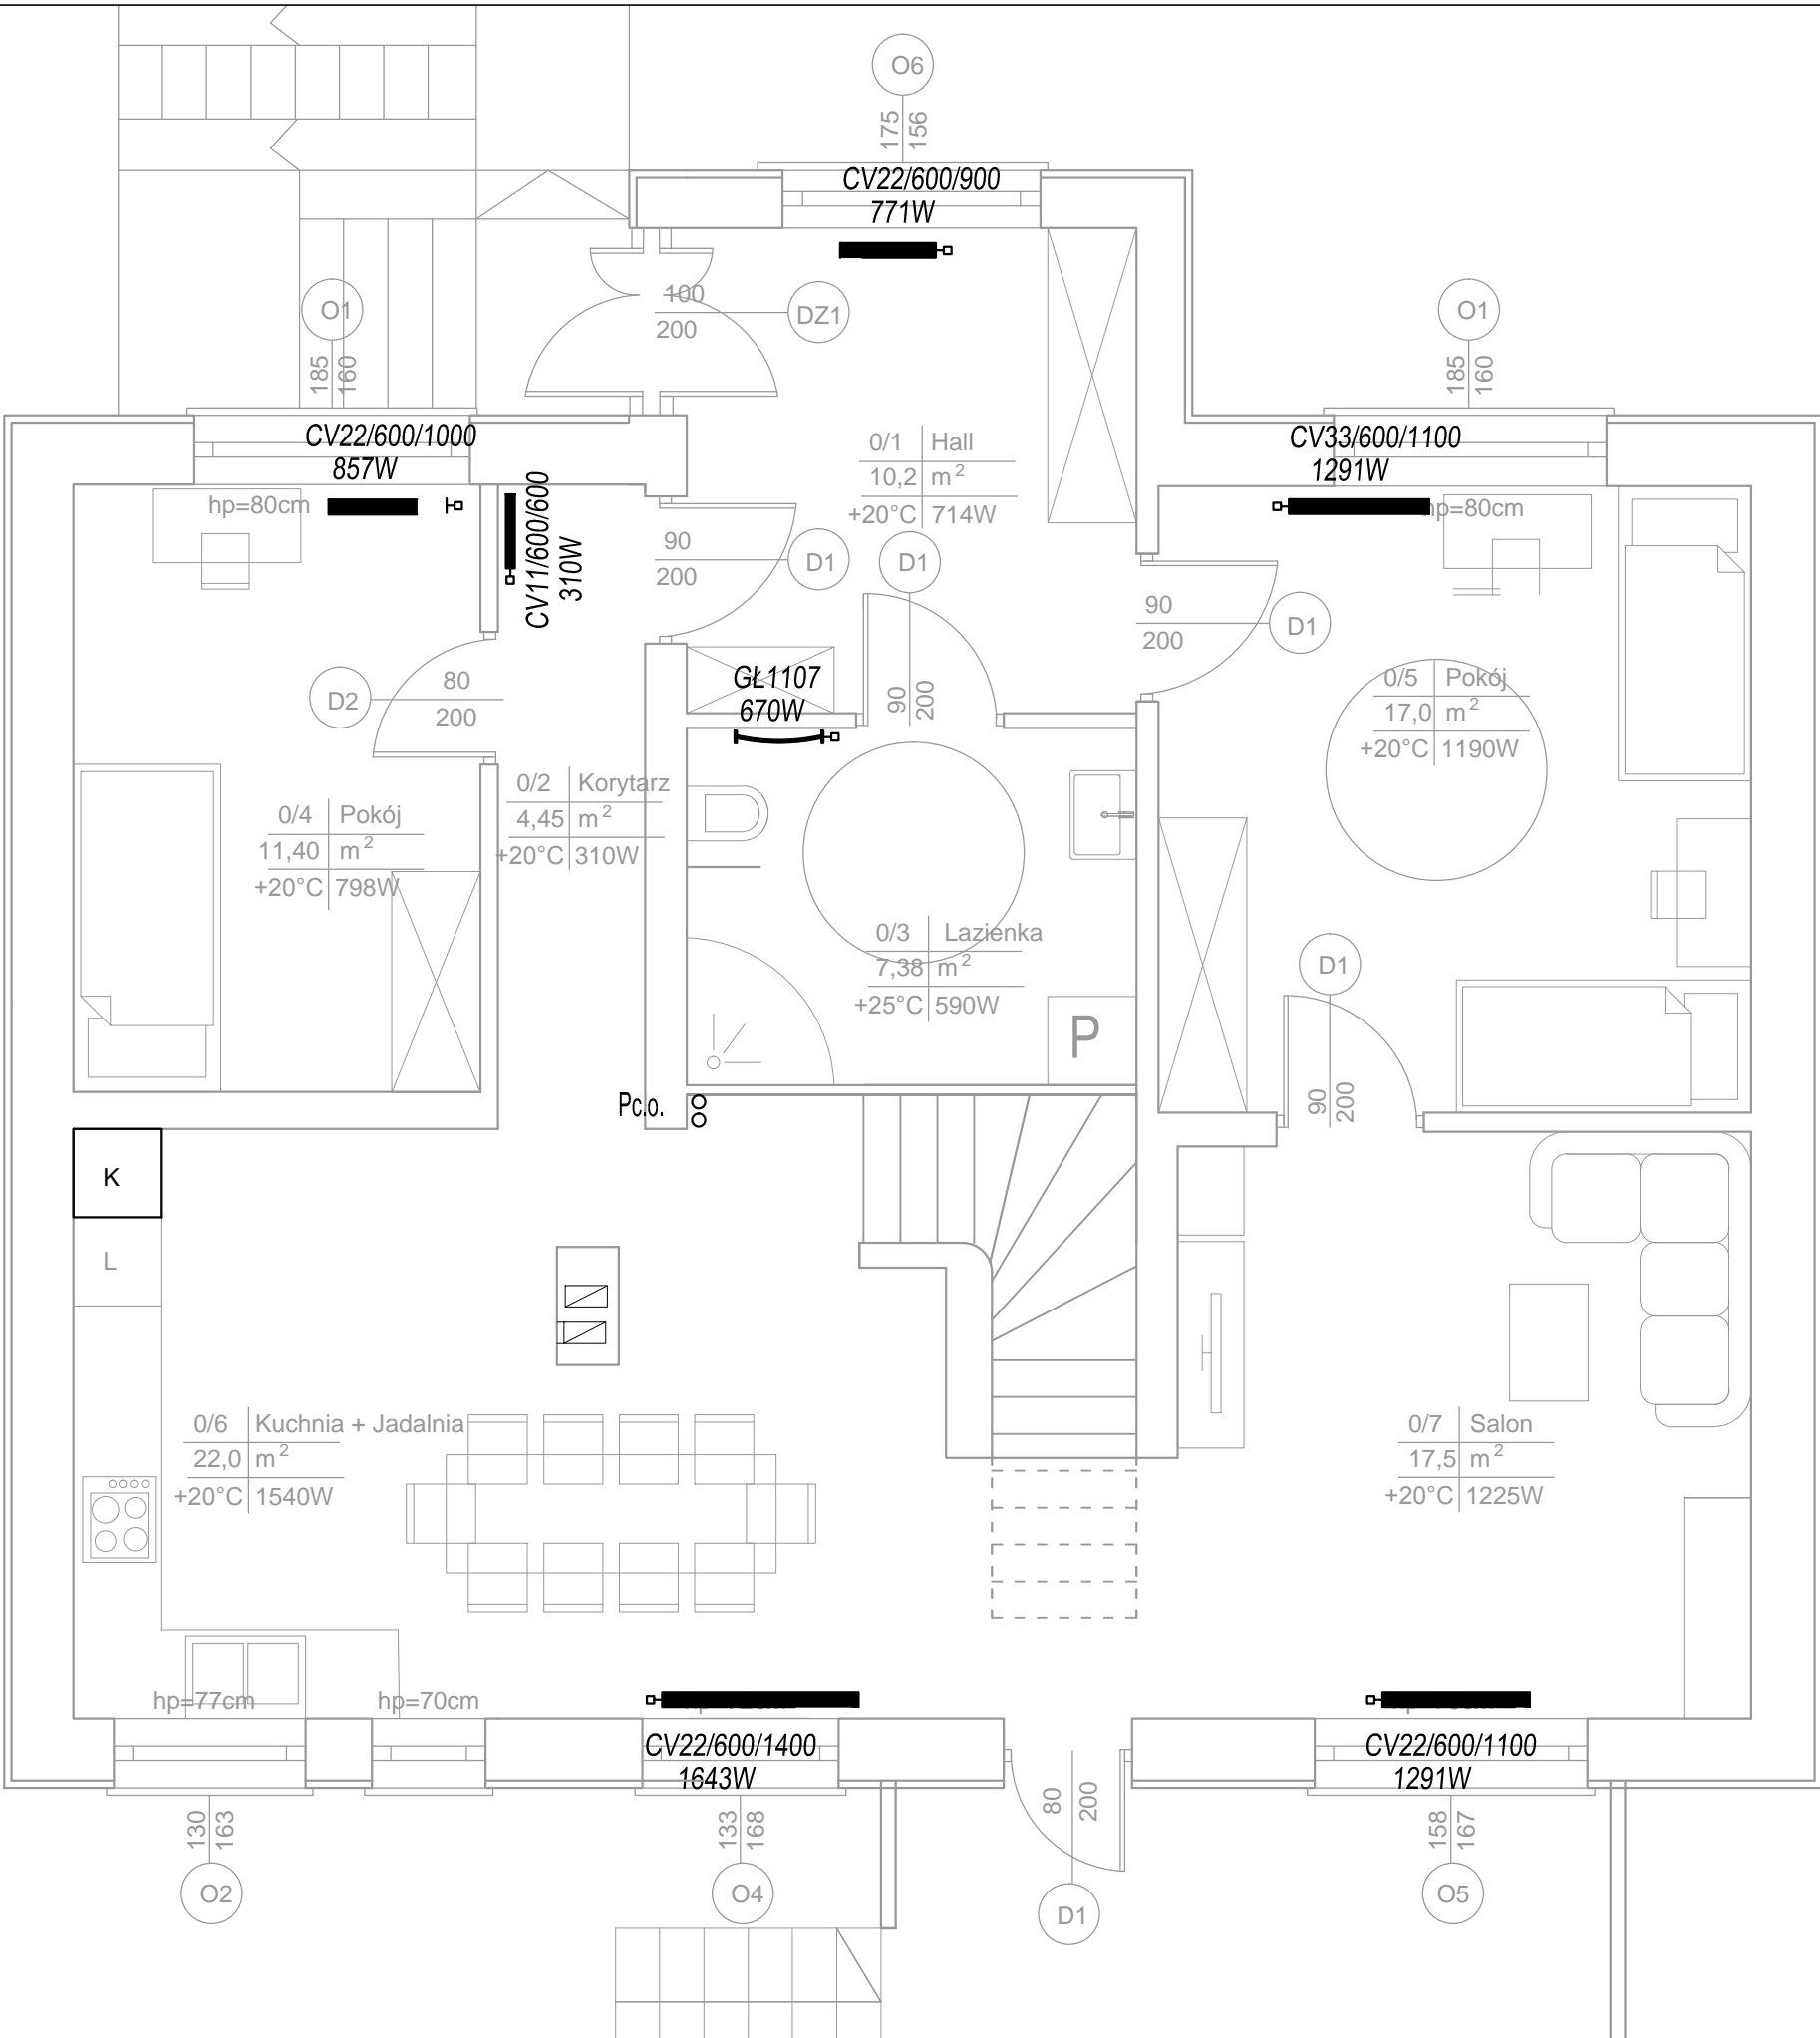 O6
175
156
CV22/600/900
771W
O1
185
160
100
200
DZ1
O1
185
160
CV22/600/1000
857W
hp=80cm
CV11/600/600
310W
0/1 Hall
10,2 m2
+20°C 714W
CV33/600/1100
1291W
hp=80cm
90
200
D1
D1
90
200
90
200
D1
D2
80
200
GŁ1107
670W
0/5 Pokój
17,0 m2
+20°C 1190W
0/4 Pokój
11,40 m2
+20°C 798W
0/2 Korytarz
4,45 m2
+20°C 310W
0/3 Lazienka
7,38 m2
+25°C 590W
P
D1
90
200
Pc.o.
K
L
0/6 Kuchnia + Jadalnia
22,0 m2
+20°C 1540W
0/7 Salon
17,5 m2
+20°C 1225W
hp=77cm
hp=70cm
CV22/600/1400
1643W
CV22/600/1100
1291W
130
163
O2
133
168
O4
80
200
D1
158
167
O5